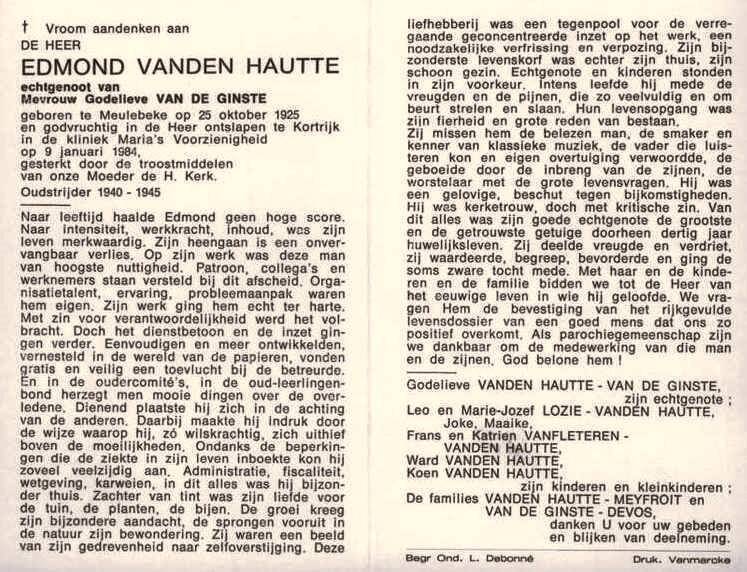 † Vroom aandenken aan
DE HEER
EDMOND VANDEN HAUTTE
echtgenoot van
Mevrouw Godelieve VAN DE GINSTE
geboren te Meulebeke op 25 oktober 1925
en godvruchtig in de Heer ontslapen te Kortrijk
in de kliniek Maria's Voorzienigheid
op 9 januari 1984,
gesterkt door de troostmiddelen
van onze Moeder de H. Kerk.
Oudstrijder 1940 - 1945
Naar leeftijd haalde Edmond geen hoge score.
Naar intensiteit, werkkracht, inhoud, was zijn
leven merkwaardig. Zijn heengaan is een onver-
vangbaar verlies. Op zijn werk was deze man
van hoogste nuttigheid. Patroon, collega's en
werknemers staan versteld bij dit afscheid. Orga-
nisatietalent, ervaring, probleemaanpak waren
hem eigen. Zijn werk ging hem echt ter harte.
Met zin voor verantwoordelijkheid werd het vol-
bracht. Doch het dienstbetoon en de inzet gin-
gen verder. Eenvoudigen en meer ontwikkelden,
vernesteld in de wereld van de papieren, vonden
gratis en veilig een toevlucht bij de betreurde.
En in de oudercomité's, in de oud-leerlingen-
bond herzegt men mooie dingen over de over-
ledene. Dienend plaatste hij zich in de achting
van de anderen. Daarbij maakte hij indruk door
de wijze waarop hij, zó wilskrachtig, zich uithief
boven de moeilijkheden. Ondanks de beperkin-
gen die de ziekte in zijn leven inboekte kon hij
zoveel veelzijdig aan. Administratie, fiscaliteit,
wetgeving, karweien, in dit alles was hij bijzon-
der thuis. Zachter van tint was zijn liefde voor
de tuin, de planten, de bijen. De groei kreeg
zijn bijzondere aandacht, de sprongen vooruit in
de natuur zijn bewondering. Zij waren een beeld
van zijn gedrevenheid naar zelfoverstijging. Deze
liefhebberij was een tegenpool voor de verre-
gaande geconcentreerde inzet op het werk, een
noodzakelijke verfrissing en verpozing. Zijn bij-
zonderste levenskorf was echter zijn thuis, zijn
schoon gezin. Echtgenote en kinderen stonden
in zijn voorkeur. Intens leefde hij mede de
vreugden en de pijnen, die zo veelvuldig en om
beurt strelen en slaan. Hun levensopgang was
zijn fierheid en grote reden van bestaan.
Zij missen hem de belezen man, de smaker en
kenner van klassieke muziek, de vader die luis-
teren kon en eigen overtuiging verwoordde, de
geboeide door de inbreng van de zijnen, de
worstelaar met de grote levensvragen. Hij was
een gelovige, beschut tegen bijkomstigheden.
Hij was kerketrouw, doch met kritische zin. Van
dit alles was zijn goede echtgenote de grootste
en de getrouwste getuige doorheen dertig jaar
huwelijksleven. Zij deelde vreugde en verdriet,
zij waardeerde, begreep, bevorderde en ging de
soms zware tocht mede. Met haar en de kinde-
ren en de familie bidden we tot de Heer van
het eeuwige leven in wie hij geloofde. We vra-
gen Hem de bevestiging van het rijkgevulde
levensdossier van een goed mens dat ons zo
positief overkomt. Als parochiegemeenschap zijn
we dankbaar om de medewerking van die man
en de zijnen. God belone hem !
Godelieve VANDEN HAUTTE - VAN DE GINSTE,
zijn echtgenote ;
Leo en Marie-Jozef LOZIE - VANDEN HAUTTE,
Joke, Maaike,
Frans en Katrien VANFLETEREN -
VANDEN HAUTTE,
Ward VANDEN HAUTTE,
Koen VANDEN HAUTTE,
zijn kinderen en kleinkinderen ;
De families VANDEN HAUTTE - MEYFROIT en
VAN DE GINSTE - DEVOS,
danken U voor uw gebeden
en blijken van deelneming.
Begr Ond. L. Debonné Druk. Vanmarcke